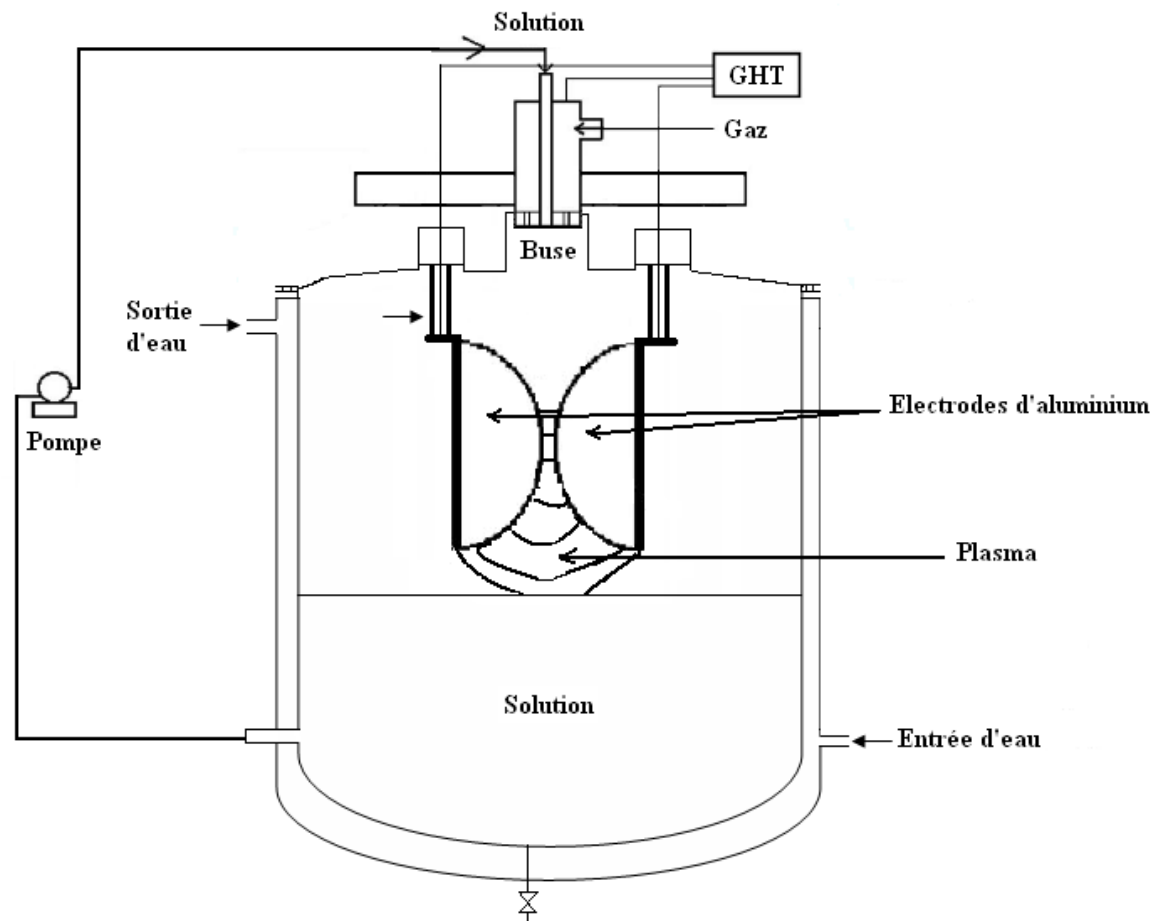 Solution
GHT
Gaz
Buse
Sortie
d'eau
Electrodes d'aluminium
Pompe
Plasma
Solution
Entrée d'eau